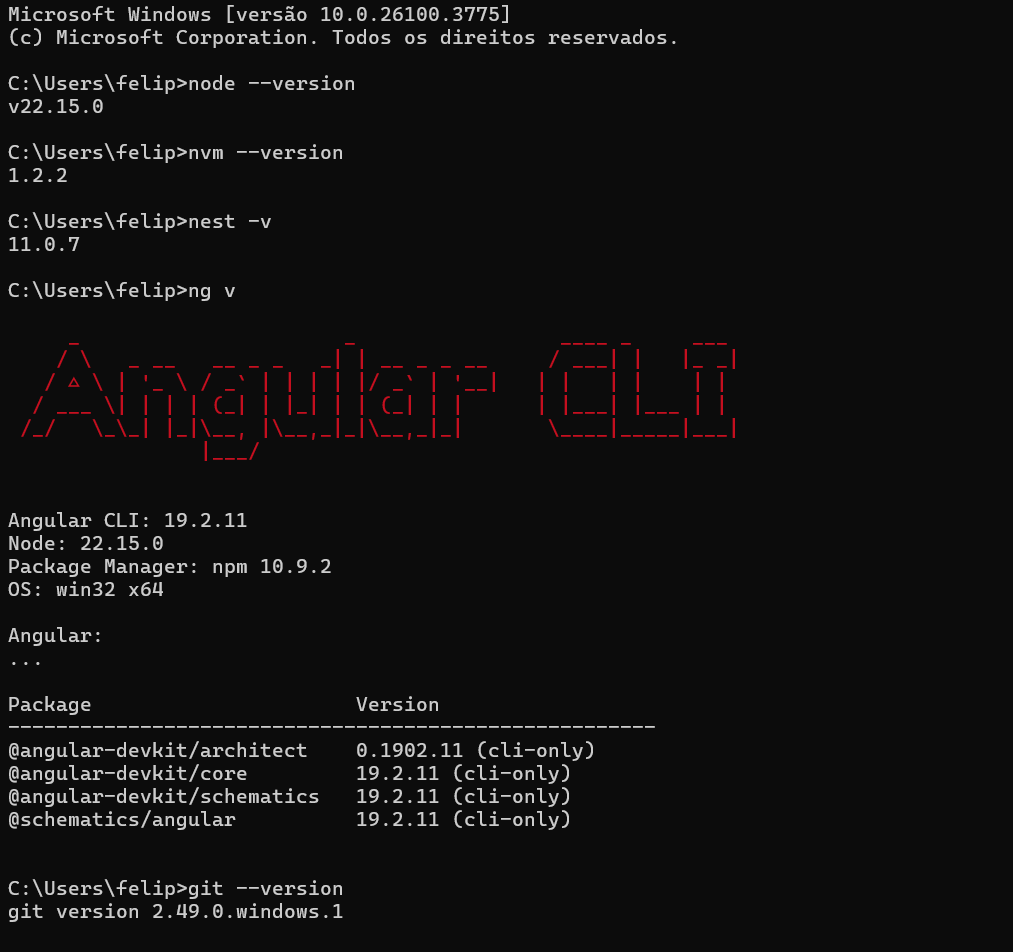 Microsoft Windows [versão 10.0.26100.3775]
(c) Microsoft Corporation. Todos os direitos reservados.
C:\Users\felip>node --version
v22.15.0
C:\Users\felip>nvm --version
1.2.2
C:\Users\felip>nest -v
11.0.7
C:\Users\felip>ng v
Angular CLI
Angular CLI: 19.2.11
Node: 22.15.0
Package Manager: npm 10.9.2
OS: win32 x64
Angular:
...
Package                      Version
------------------------------------------------------
@angular-devkit/architect    0.1902.11 (cli-only)
@angular-devkit/core         19.2.11 (cli-only)
@angular-devkit/schematics   19.2.11 (cli-only)
@schematics/angular          19.2.11 (cli-only)
C:\Users\felip>git --version
git version 2.49.0.windows.1